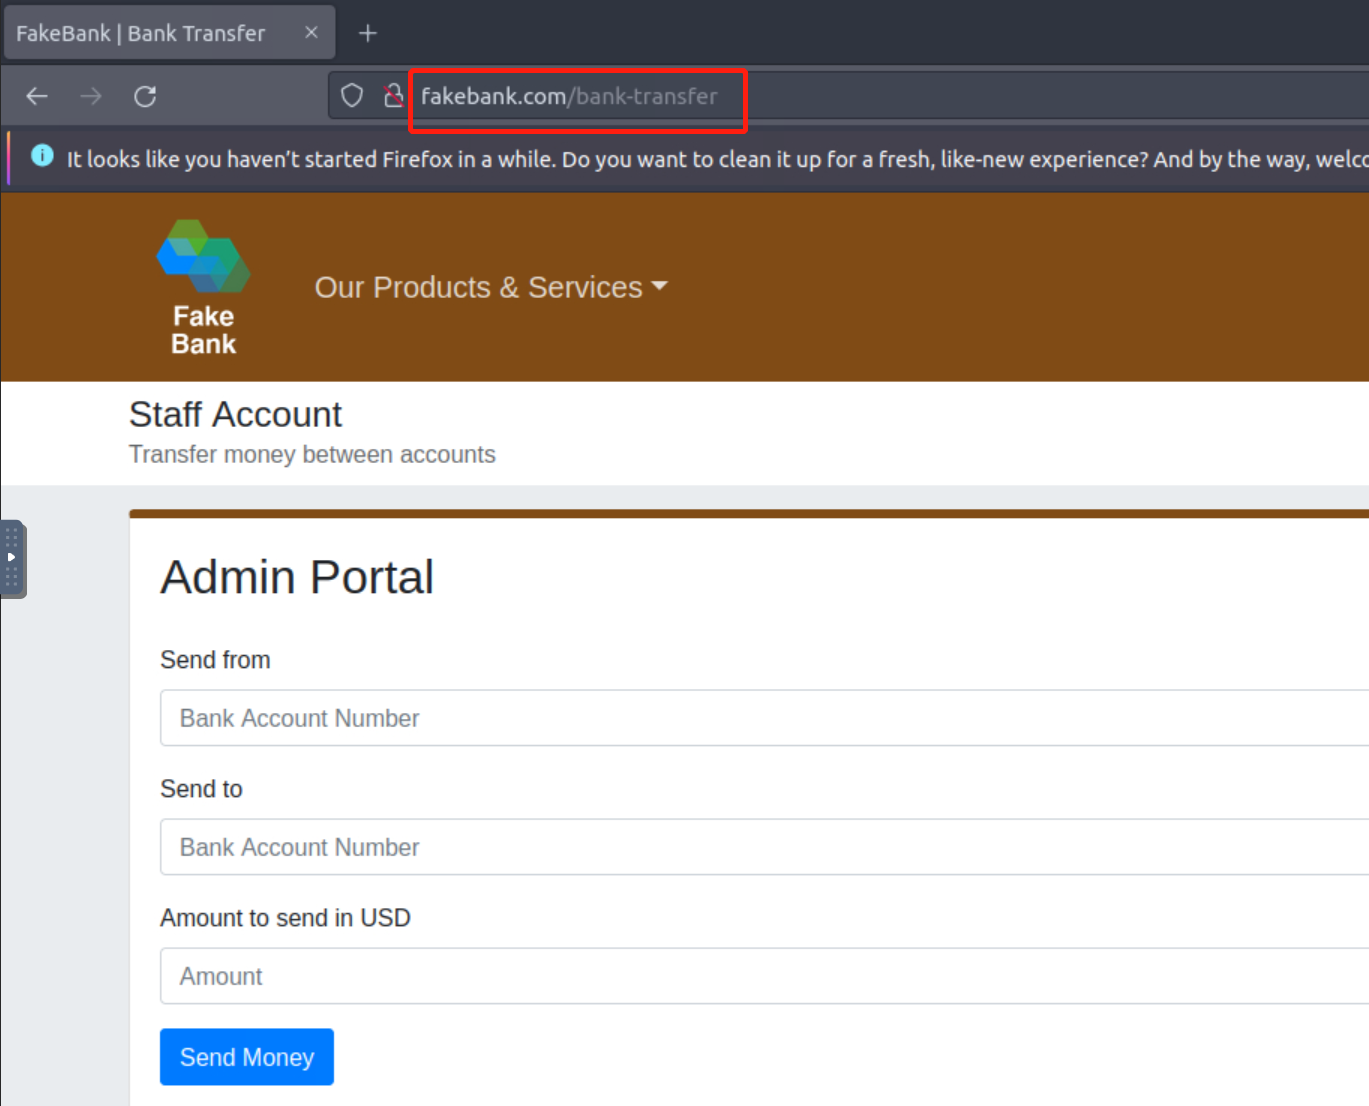 FakeBank | Bank Transfer
fakebank.com/bank-transfer
It looks like you haven’t started Firefox in a while. Do you want to clean it up for a fresh, like-new experience? And by the way, welco
Fake
Bank
Our Products & Services
Staff Account
Transfer money between accounts
Admin Portal
Send from
Bank Account Number
Send to
Bank Account Number
Amount to send in USD
Amount
Send Money